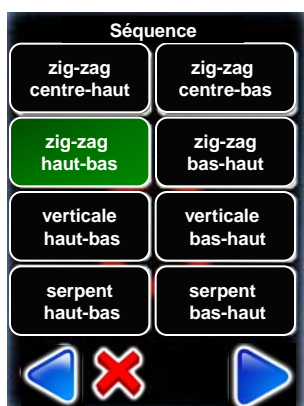 Séquence
zig-zag
centre-haut
zig-zag
centre-bas
zig-zag
haut-bas
zig-zag
bas-haut
verticale
haut-bas
verticale
bas-haut
serpent
haut-bas
serpent
bas-haut